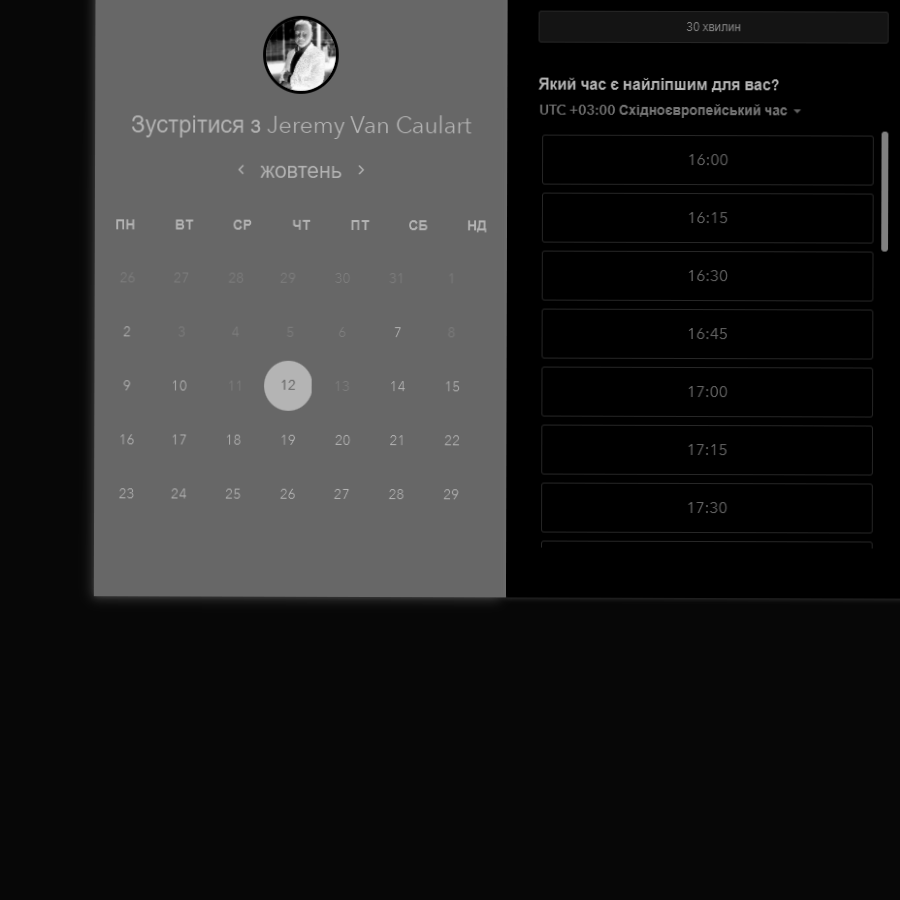 Зустрітися з Jeremy Van Caulart
жовтень
ПН ВТ СР ЧТ ПТ СБ НД
26 27 28 29 30 31 1
2 3 4 5 6 7 8
9 10 11 12 13 14 15
16 17 18 19 20 21 22
23 24 25 26 27 28 29
30 хвилин
Який час є найліпшим для вас?
UTC +03:00 Східноєвропейський час
16:00
16:15
16:30
16:45
17:00
17:15
17:30